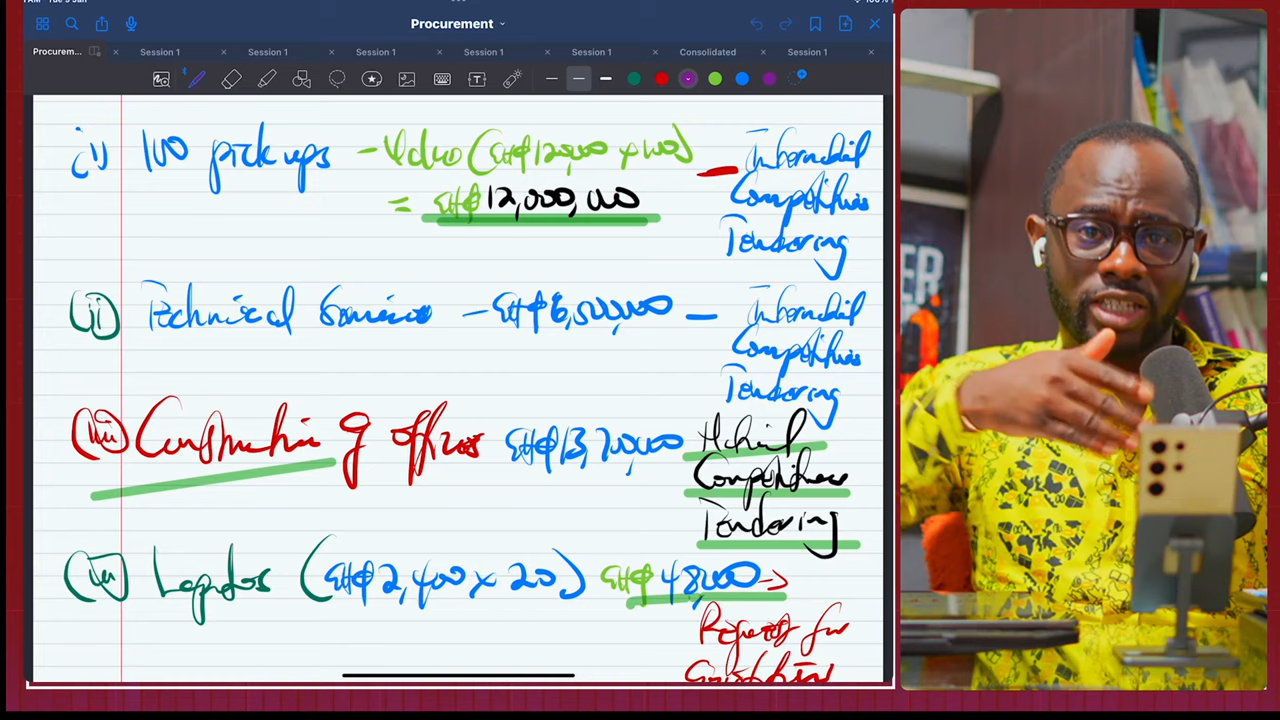 Procurement
Procurem... Session 1 Session 1 Session 1 Session 1 Session 1 Consolidated Session 1
(i) 100 pickups - Value (GH¢120,000 x 100) - International
Competitive
= GH¢12,000,000
Tendering
(ii) Technical Services - GH¢6,500,000 - International
Competitive
Tendering
(iii) Construction of offices GH¢13,700,000 National
Competitive
Tendering
(iv) Laptops (GH¢2,400 x 20) GH¢48,000 →
Request for